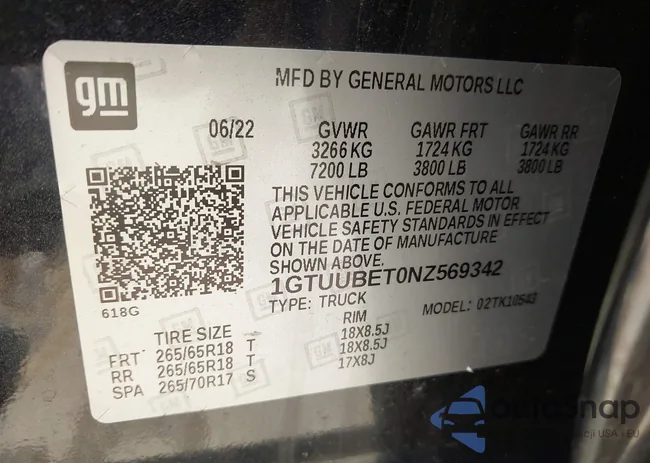 gm
MFD BY GENERAL MOTORS LLC
06/22 GVWR GAWR FRT GAWR RR
3266 KG 1724 KG 1724 KG
7200 LB 3800 LB 3800 LB
THIS VEHICLE CONFORMS TO ALL
APPLICABLE U.S. FEDERAL MOTOR
VEHICLE SAFETY STANDARDS IN EFFECT
ON THE DATE OF MANUFACTURE
SHOWN ABOVE.
1GTUUBET0NZ569342
618G
TYPE: TRUCK MODEL: 02TK10543
TIRE SIZE RIM
FRT 265/65R18 T 18X8.5J
RR 265/65R18 T 18X8.5J
SPA 265/70R17 S 17X8J
autosnap
USA - EU